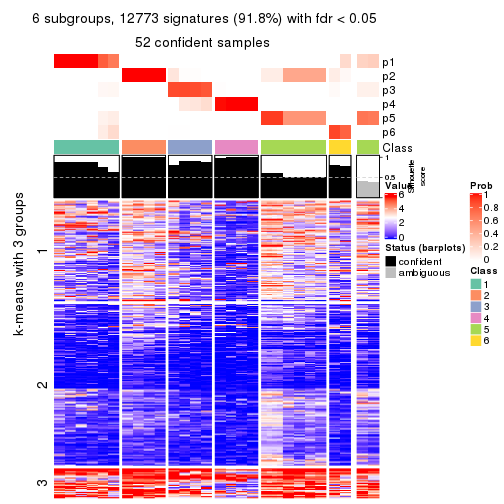 6 subgroups, 12773 signatures (91.8%) with fdr < 0.05
52 confident samples
p1
p2
p3
p4
p5
p6
Class
1
0.5
0
Silhouette
score
k-means with 3 groups
1
2
3
Value
6
4
2
0
Status (barplots)
confident
ambiguous
Prob
1
0.8
0.6
0.4
0.2
0
Class
1
2
3
4
5
6